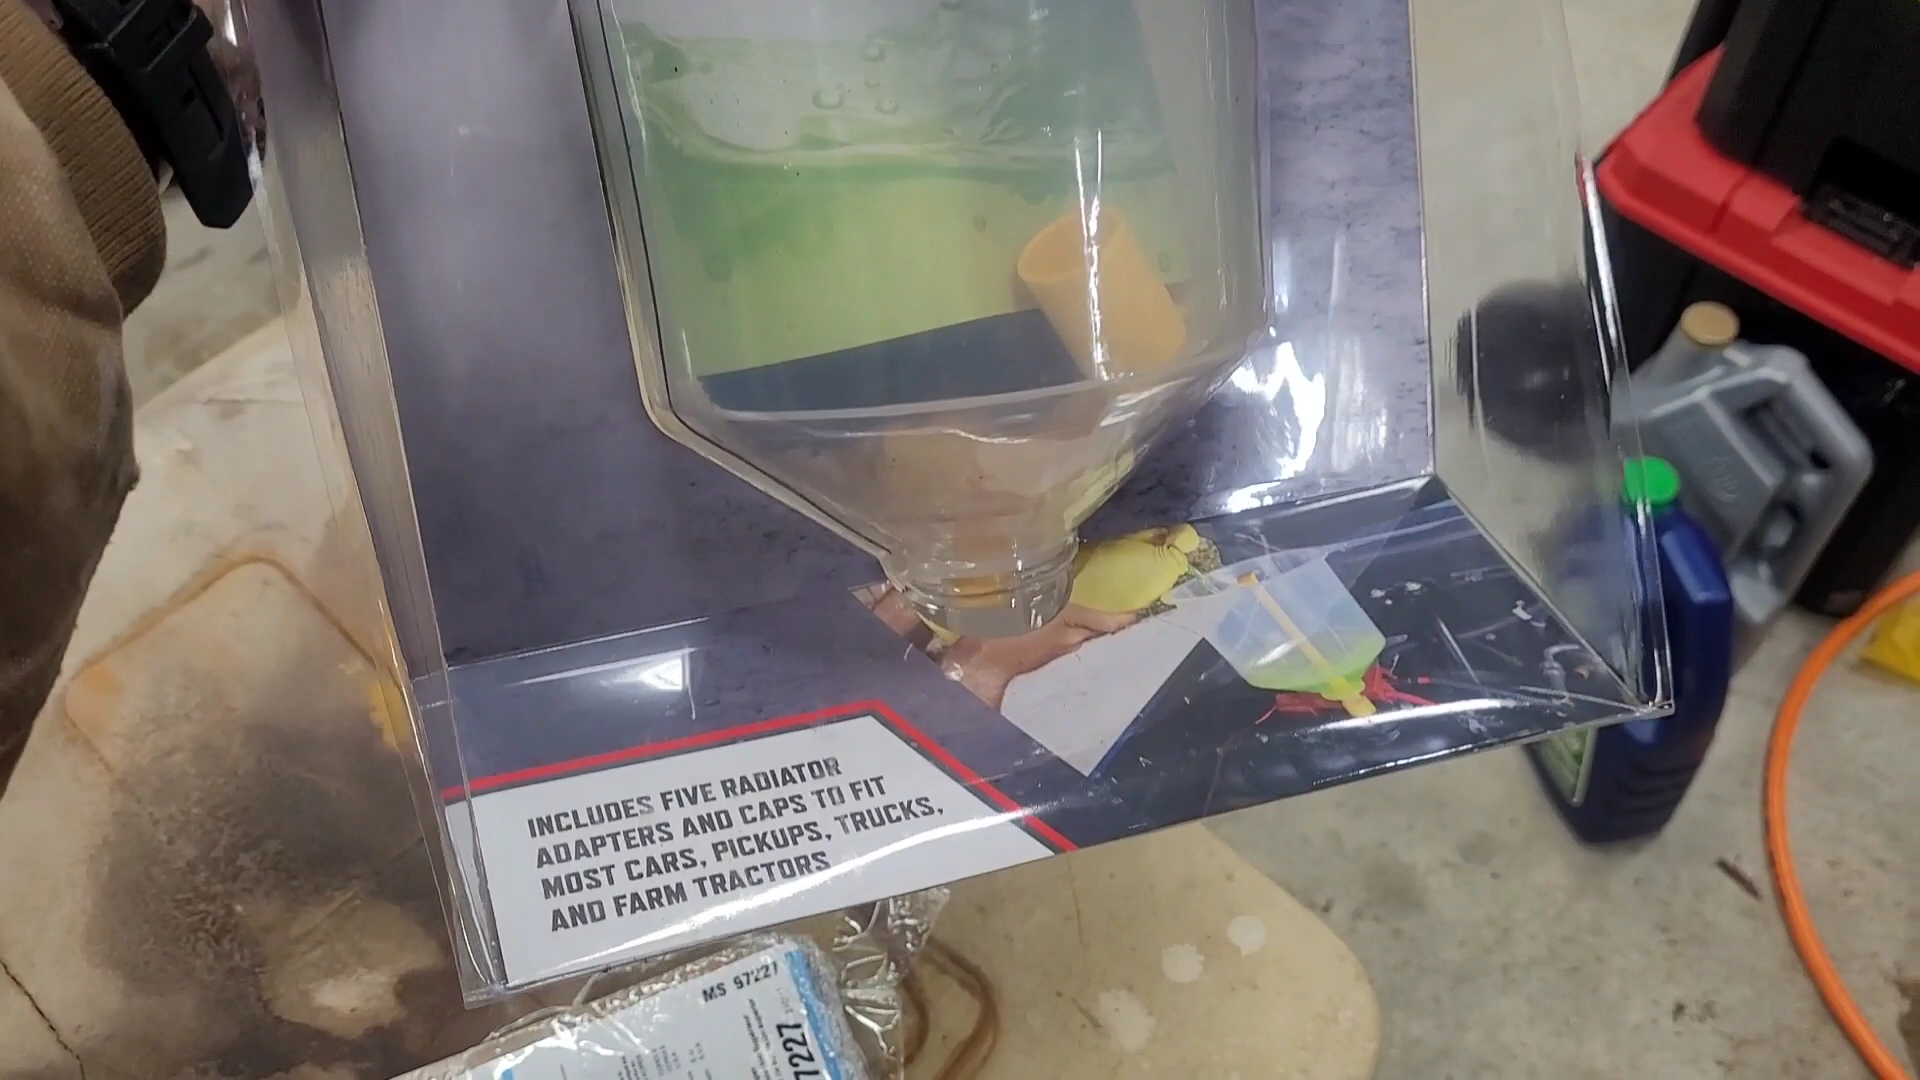 INCLUDES FIVE RADIATOR
ADAPTERS AND CAPS TO FIT
MOST CARS, PICKUPS, TRUCKS,
AND FARM TRACTORS
MS 97227